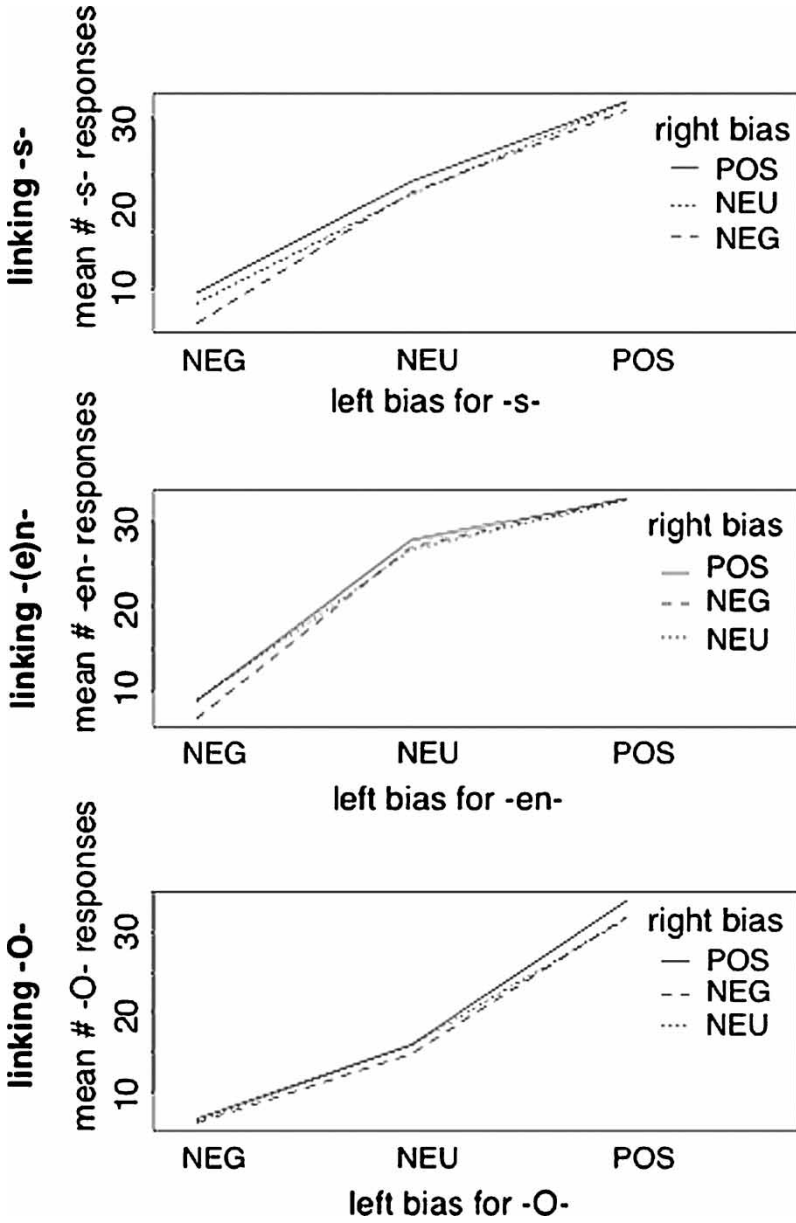 linking -s-
mean # -s- responses
30
20
10
right bias
POS
NEU
NEG
NEG NEU POS
left bias for -s-
linking -(e)n-
mean # -en- responses
30
20
10
right bias
POS
NEG
NEU
NEG NEU POS
left bias for -en-
linking -O-
mean # -O- responses
30
20
10
right bias
POS
NEG
NEU
NEG NEU POS
left bias for -O-